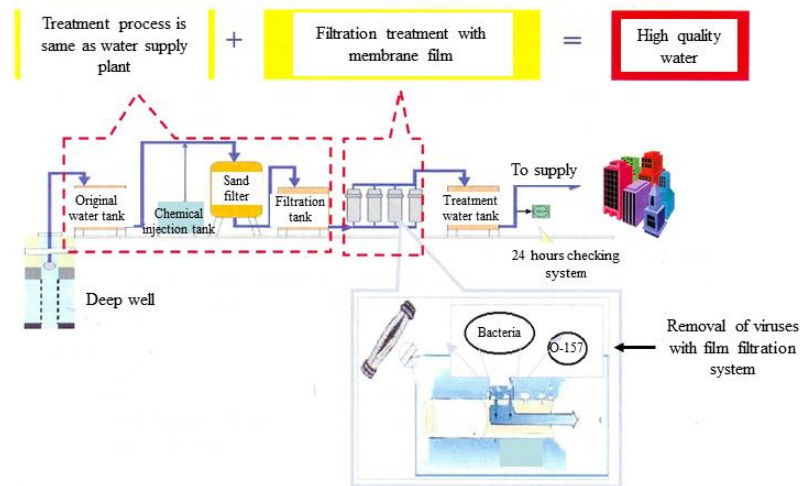 Treatment process is
same as water supply
plant
+
Filtration treatment with
membrane film
=
High quality
water
Original
water tank
Chemical
injection tank
Sand
filter
Filtration
tank
Treatment
water tank
To supply
24 hours checking
system
Deep well
Bacteria
O-157
Removal of viruses
with film filtration
system